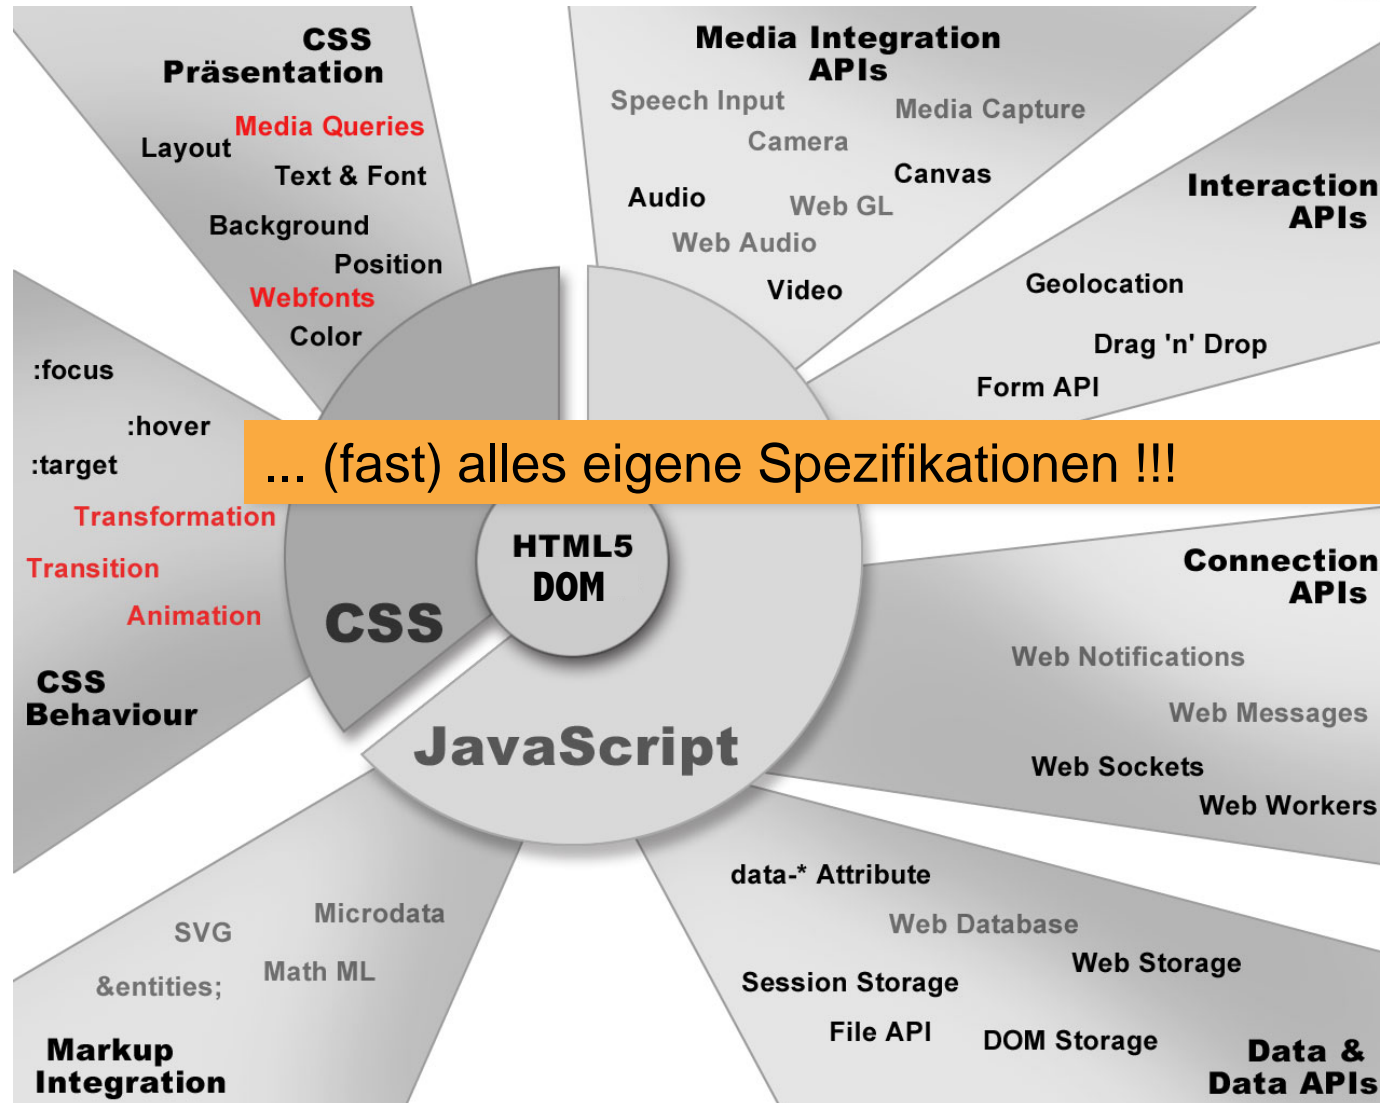 CSS
Präsentation
Media Queries
Layout
Text & Font
Background
Position
Webfonts
Color
Media Integration
APIs
Speech Input
Media Capture
Camera
Canvas
Audio
Web GL
Web Audio
Video
Interaction
APIs
Geolocation
Drag 'n' Drop
Form API
:focus
:hover
:target
Transformation
Transition
Animation
CSS
Behaviour
... (fast) alles eigene Spezifikationen !!!
HTML5
DOM
CSS
JavaScript
Connection
APIs
Web Notifications
Web Messages
Web Sockets
Web Workers
Microdata
SVG
Math ML
&entities;
Markup
Integration
data-* Attribute
Web Database
Web Storage
Session Storage
File API
DOM Storage
Data &
Data APIs